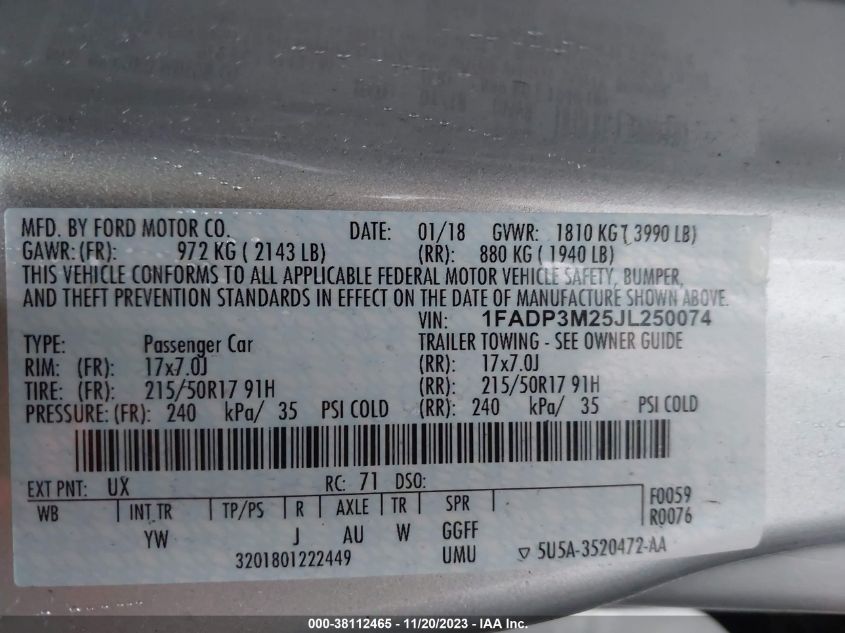 MFD. BY FORD MOTOR CO. DATE: 01/18 GVWR: 1810 KG ( 3990 LB)
GAWR: (FR): 972 KG ( 2143 LB) (RR): 880 KG ( 1940 LB)
THIS VEHICLE CONFORMS TO ALL APPLICABLE FEDERAL MOTOR VEHICLE SAFETY, BUMPER,
AND THEFT PREVENTION STANDARDS IN EFFECT ON THE DATE OF MANUFACTURE SHOWN ABOVE.
VIN: 1FADP3M25JL250074
TYPE: Passenger Car TRAILER TOWING - SEE OWNER GUIDE
RIM: (FR): 17x7.0J (RR): 17x7.0J
TIRE: (FR): 215/50R17 91H (RR): 215/50R17 91H
PRESSURE: (FR): 240 kPa/ 35 PSI COLD (RR): 240 kPa/ 35 PSI COLD
EXT PNT: UX RC: 71 DSO:
WB INT TR TP/PS R AXLE TR SPR F0059
YW J AU W GGFF R0076
3201801222449 UMU ▽ 5U5A-3520472-AA
000-38112465 - 11/20/2023 - IAA Inc.